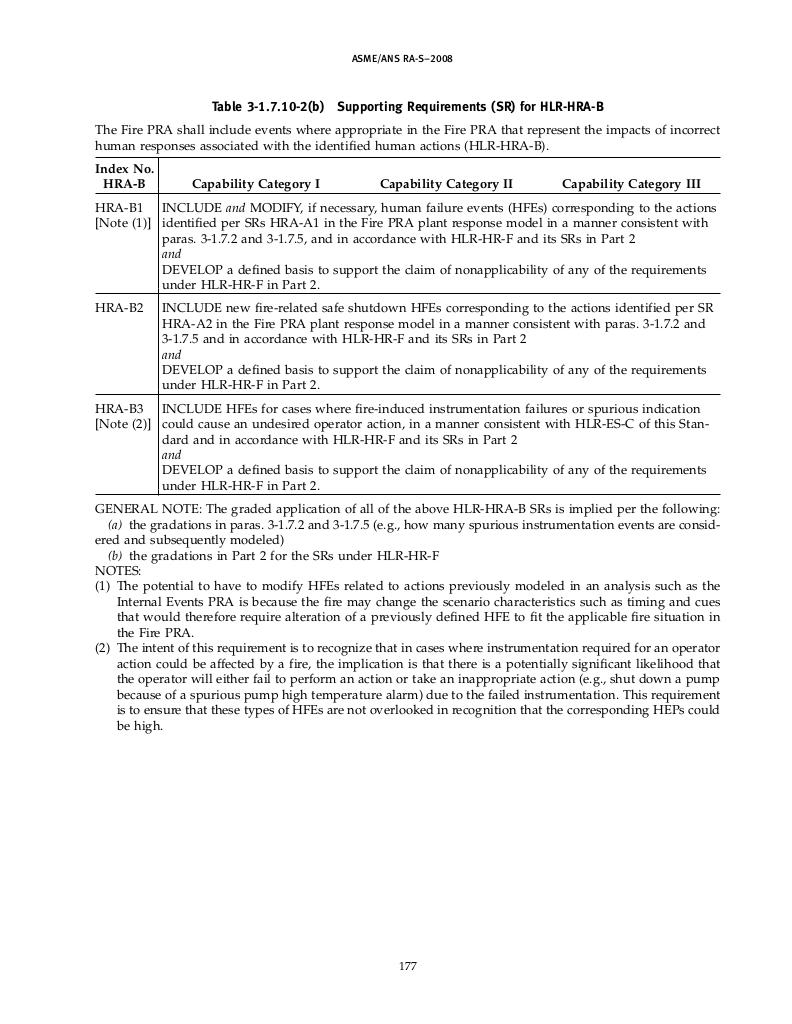 ASME/ANS RA-S–2008
Table 3-1.7.10-2(b) Supporting Requirements (SR) for HLR-HRA-B
The Fire PRA shall include events where appropriate in the Fire PRA that represent the impacts of incorrect
human responses associated with the identified human actions (HLR-HRA-B).
Index No.
HRA-B Capability Category I Capability Category II Capability Category III
HRA-B1 INCLUDE and MODIFY, if necessary, human failure events (HFEs) corresponding to the actions
[Note (1)] identified per SRs HRA-A1 in the Fire PRA plant response model in a manner consistent with
paras. 3-1.7.2 and 3-1.7.5, and in accordance with HLR-HR-F and its SRs in Part 2
and
DEVELOP a defined basis to support the claim of nonapplicability of any of the requirements
under HLR-HR-F in Part 2.
HRA-B2 INCLUDE new fire-related safe shutdown HFEs corresponding to the actions identified per SR
HRA-A2 in the Fire PRA plant response model in a manner consistent with paras. 3-1.7.2 and
3-1.7.5 and in accordance with HLR-HR-F and its SRs in Part 2
and
DEVELOP a defined basis to support the claim of nonapplicability of any of the requirements
under HLR-HR-F in Part 2.
HRA-B3 INCLUDE HFEs for cases where fire-induced instrumentation failures or spurious indication
[Note (2)] could cause an undesired operator action, in a manner consistent with HLR-ES-C of this Stan-
dard and in accordance with HLR-HR-F and its SRs in Part 2
and
DEVELOP a defined basis to support the claim of nonapplicability of any of the requirements
under HLR-HR-F in Part 2.
GENERAL NOTE: The graded application of all of the above HLR-HRA-B SRs is implied per the following:
(a) the gradations in paras. 3-1.7.2 and 3-1.7.5 (e.g., how many spurious instrumentation events are consid-
ered and subsequently modeled)
(b) the gradations in Part 2 for the SRs under HLR-HR-F
NOTES:
(1) The potential to have to modify HFEs related to actions previously modeled in an analysis such as the
Internal Events PRA is because the fire may change the scenario characteristics such as timing and cues
that would therefore require alteration of a previously defined HFE to fit the applicable fire situation in
the Fire PRA.
(2) The intent of this requirement is to recognize that in cases where instrumentation required for an operator
action could be affected by a fire, the implication is that there is a potentially significant likelihood that
the operator will either fail to perform an action or take an inappropriate action (e.g., shut down a pump
because of a spurious pump high temperature alarm) due to the failed instrumentation. This requirement
is to ensure that these types of HFEs are not overlooked in recognition that the corresponding HEPs could
be high.
177